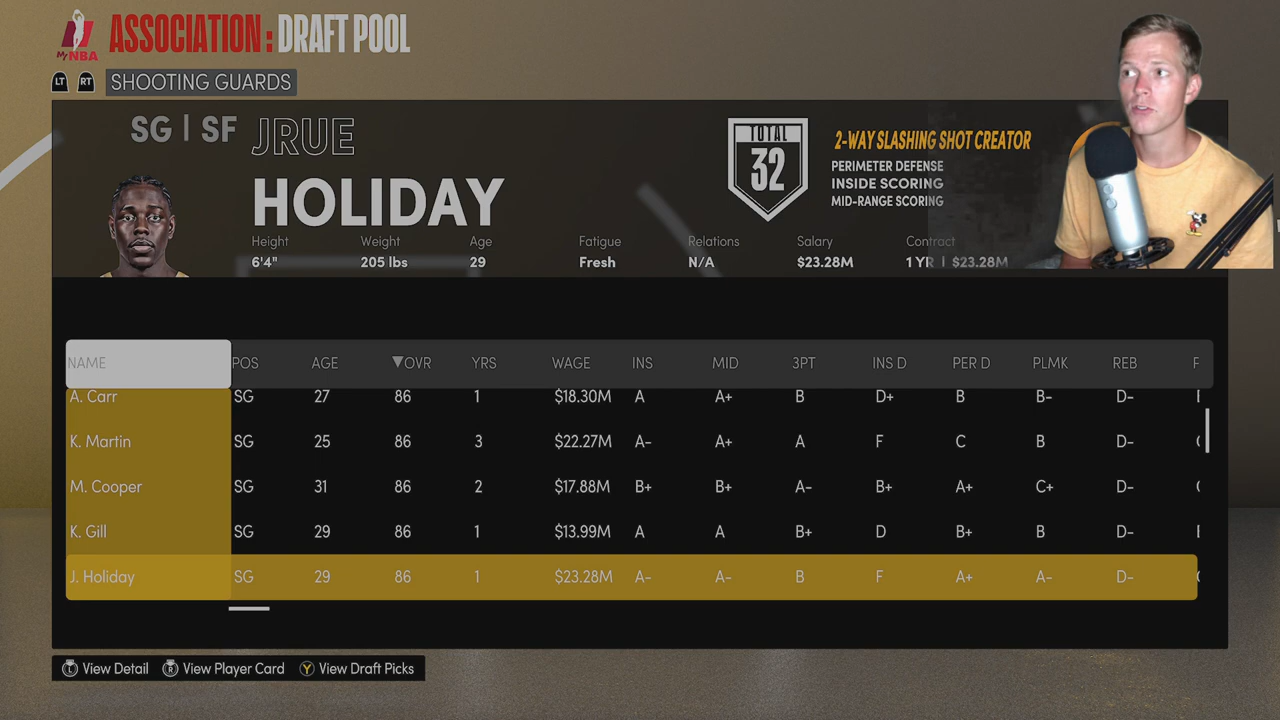 MyNBA
ASSOCIATION : DRAFT POOL
LT RT SHOOTING GUARDS
SG | SF JRUE
HOLIDAY
TOTAL
32
2-WAY SLASHING SHOT CREATOR
PERIMETER DEFENSE
INSIDE SCORING
MID-RANGE SCORING
Height Weight Age Fatigue Relations Salary Contract
6'4" 205 lbs 29 Fresh N/A $23.28M 1 YR | $23.28M
NAME POS AGE ▼OVR YRS WAGE INS MID 3PT INS D PER D PLMK REB
A. Carr SG 27 86 1 $18.30M A A+ B D+ B B- D-
K. Martin SG 25 86 3 $22.27M A- A+ A F C B D-
M. Cooper SG 31 86 2 $17.88M B+ B+ A- B+ A+ C+ D-
K. Gill SG 29 86 1 $13.99M A A B+ D B+ B D-
J. Holiday SG 29 86 1 $23.28M A- A- B F A+ A- D-
L View Detail R View Player Card Y View Draft Picks